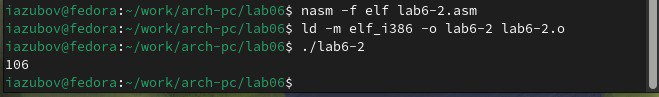 iazubov@fedora:~/work/arch-pc/lab06$ nasm -f elf lab6-2.asm
iazubov@fedora:~/work/arch-pc/lab06$ ld -m elf_i386 -o lab6-2 lab6-2.o
iazubov@fedora:~/work/arch-pc/lab06$ ./lab6-2
106
iazubov@fedora:~/work/arch-pc/lab06$